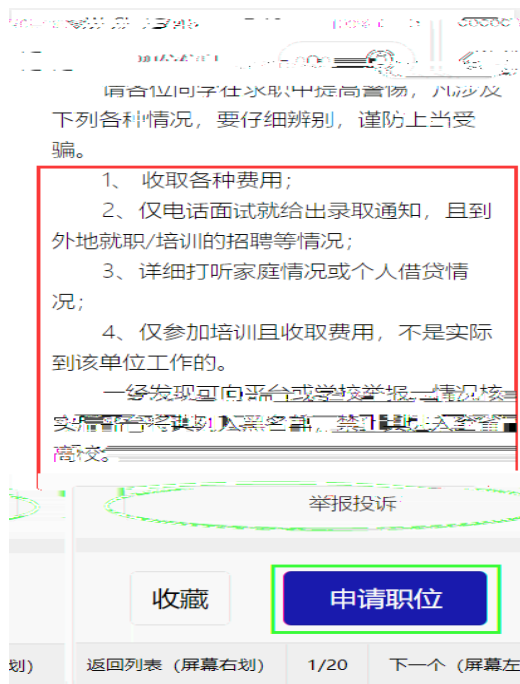 请各位同学在求职中提高警惕，凡涉及
下列各种情况，要仔细辨别，谨防上当受
骗。
1、 收取各种费用；
2、仅电话面试就给出录取通知，且到
外地就职/培训的招聘等情况；
3、详细打听家庭情况或个人借贷情
况；
4、仅参加培训且收取费用，不是实际
到该单位工作的。
一经发现可向平台或学校举报，情况核
高校。
举报投诉
收藏
申请职位
划）
返回列表（屏幕右划）
1/20
下一个（屏幕左